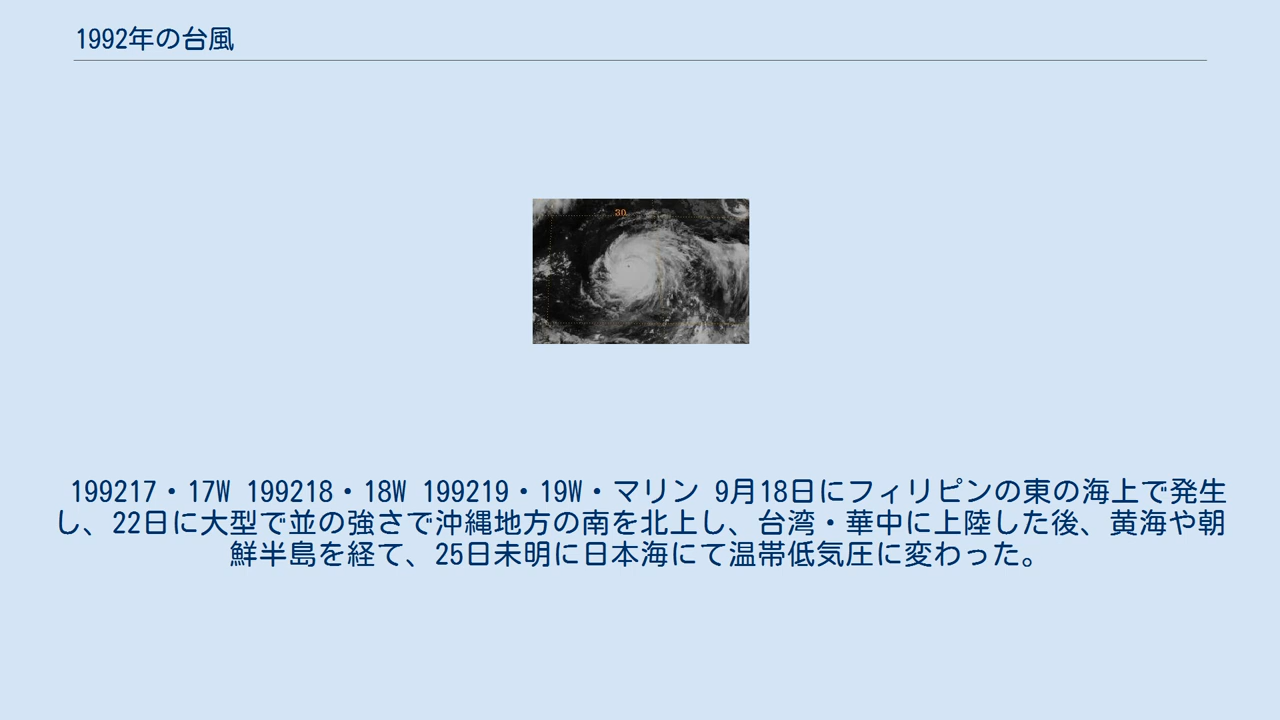 1992年の台風
30
199217・17W 199218・18W 199219・19W・マリン 9月18日にフィリピンの東の海上で発生
し、22日に大型で並の強さで沖縄地方の南を北上し、台湾・華中に上陸した後、黄海や朝
鮮半島を経て、25日未明に日本海にて温帯低気圧に変わった。